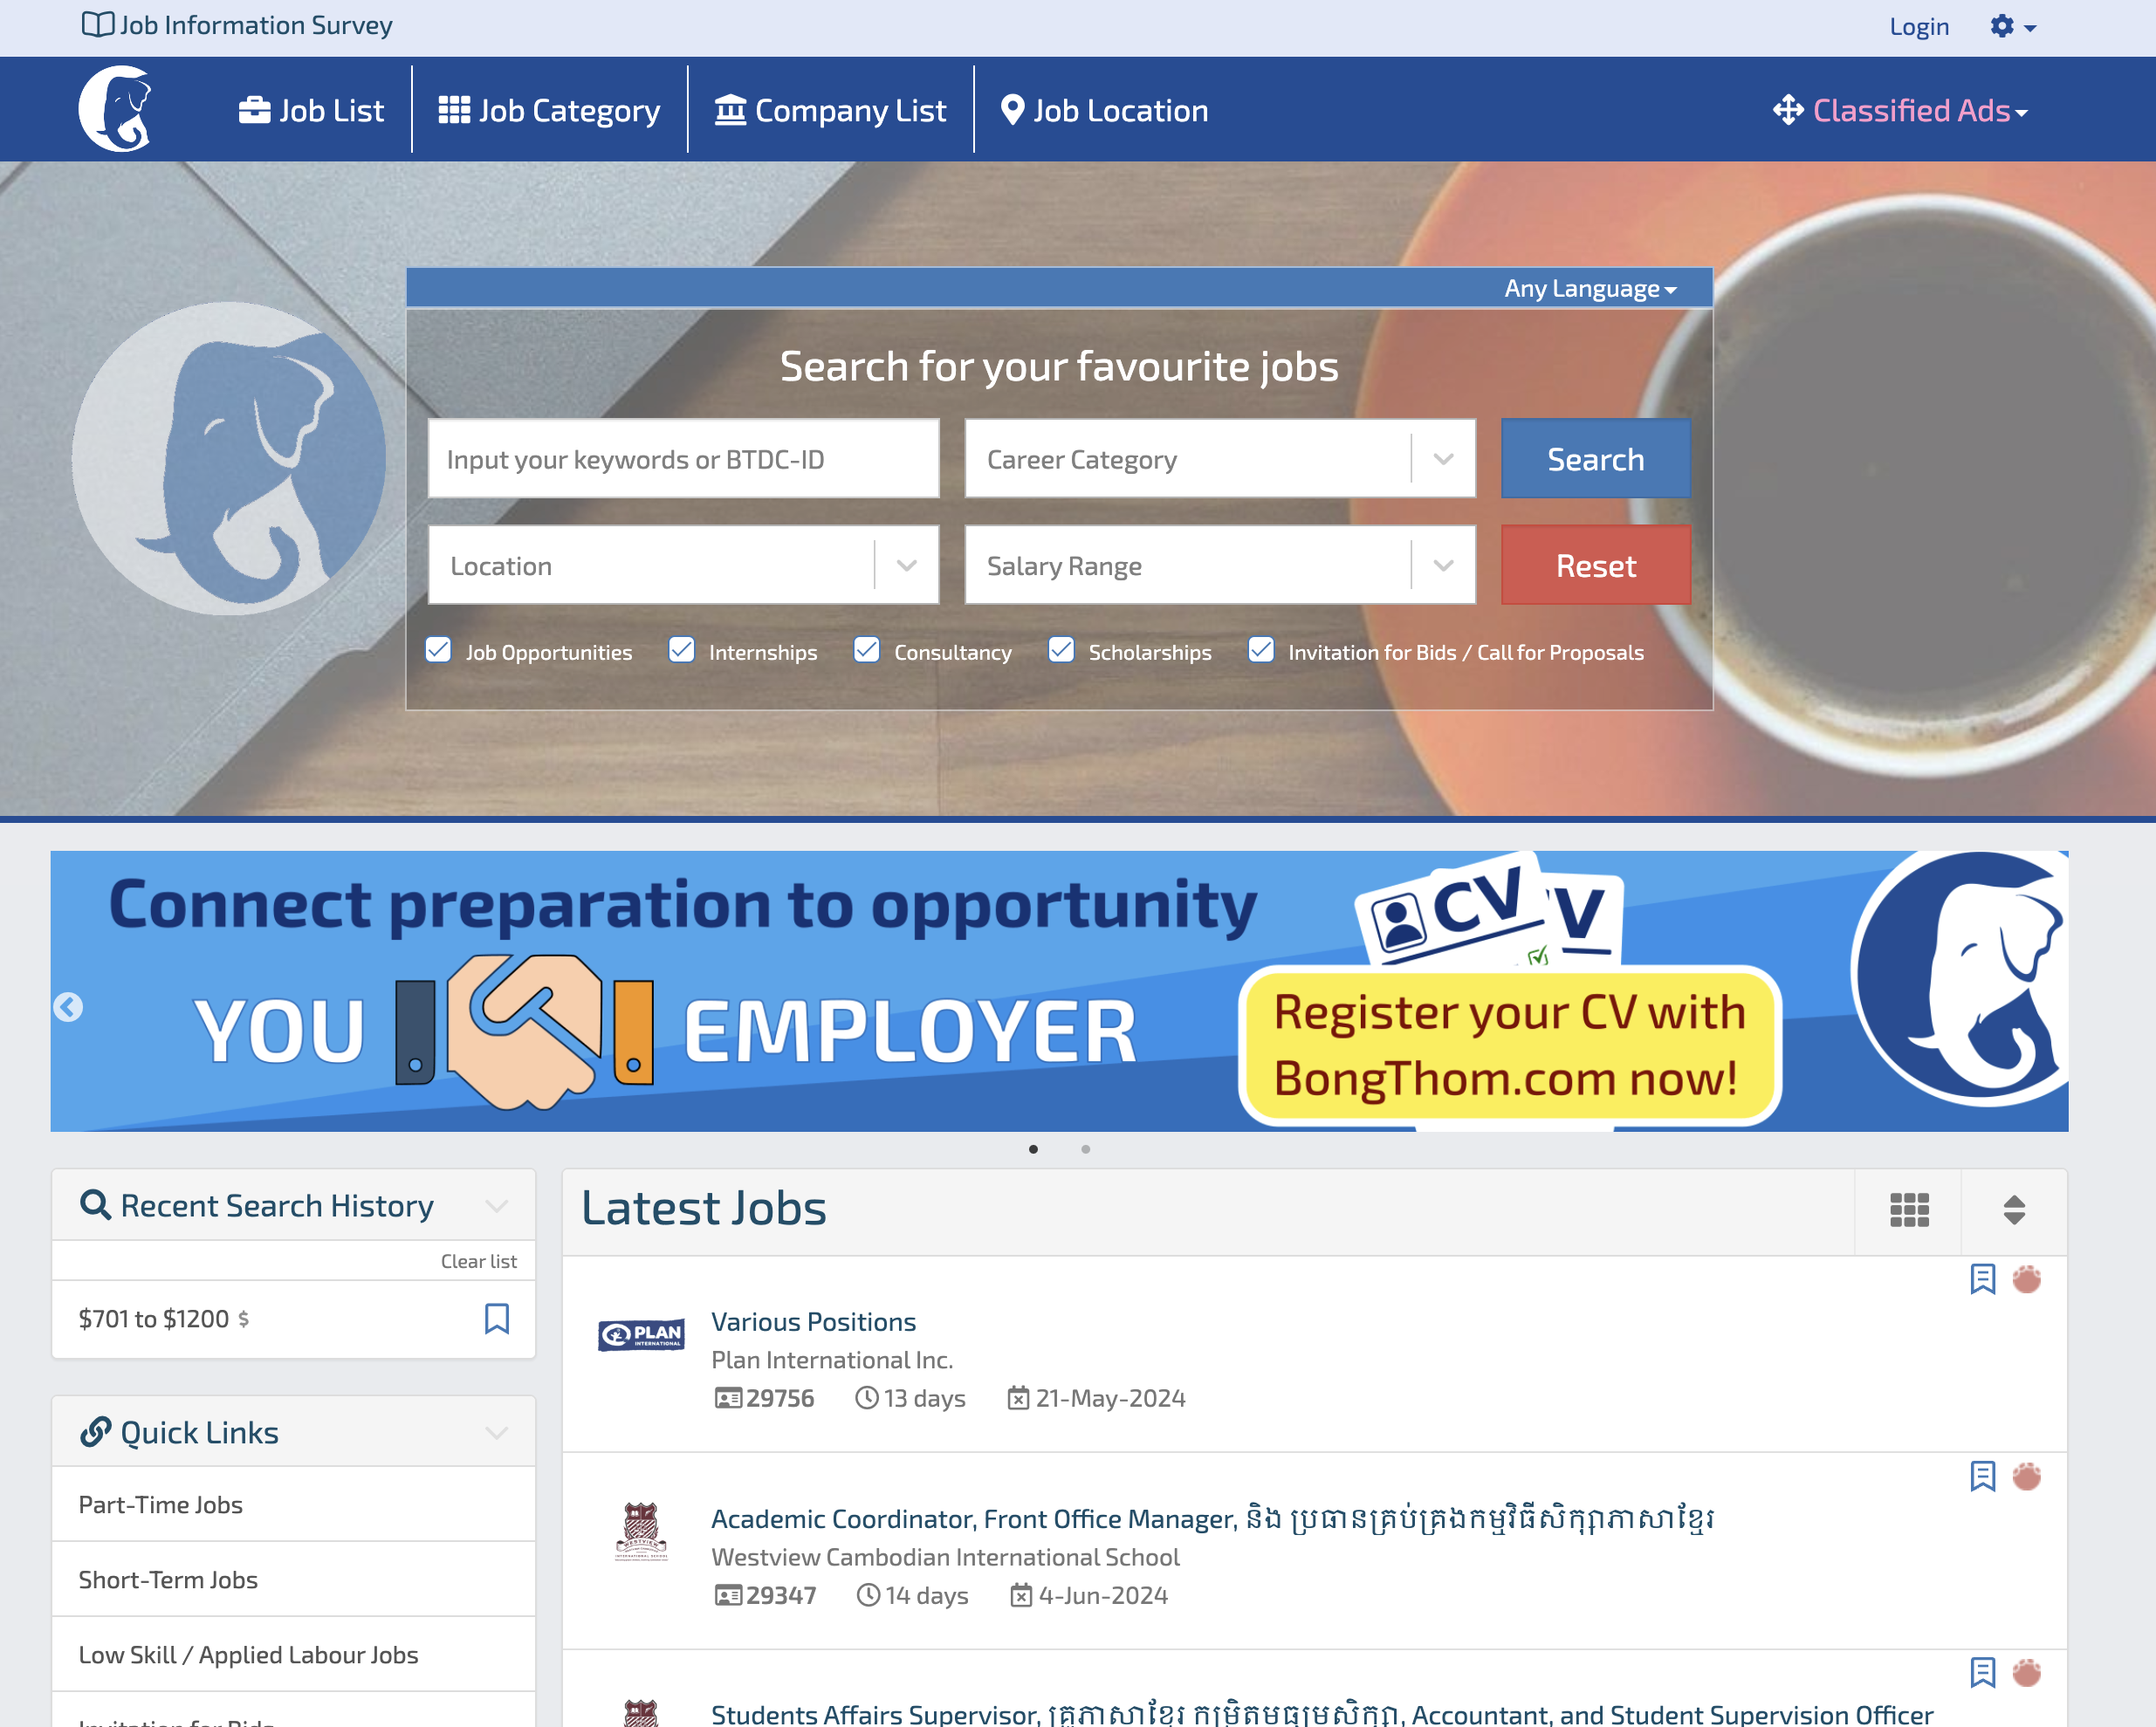 Job Information Survey
Login
Job List
Job Category
Company List
Job Location
Classified Ads
Any Language
Search for your favourite jobs
Input your keywords or BTDC-ID
Career Category
Search
Location
Salary Range
Reset
Job Opportunities
Internships
Consultancy
Scholarships
Invitation for Bids / Call for Proposals
Connect preparation to opportunity
CV
V
YOU
EMPLOYER
Register your CV with
BongThom.com now!
Recent Search History
Clear list
$701 to $1200 $
Quick Links
Part-Time Jobs
Short-Term Jobs
Low Skill / Applied Labour Jobs
Invitation for Bids
Latest Jobs
PLAN
INTERNATIONAL
Various Positions
Plan International Inc.
29756 13 days 21-May-2024
WESTVIEW
INTERNATIONAL SCHOOL
Academic Coordinator, Front Office Manager, និង ប្រធានគ្រប់គ្រងកម្មវិធីសិក្សាភាសាខ្មែរ
Westview Cambodian International School
29347 14 days 4-Jun-2024
Students Affairs Supervisor, គ្រូភាសាខ្មែរ កម្រិតមធ្យមសិក្សា, Accountant, and Student Supervision Officer